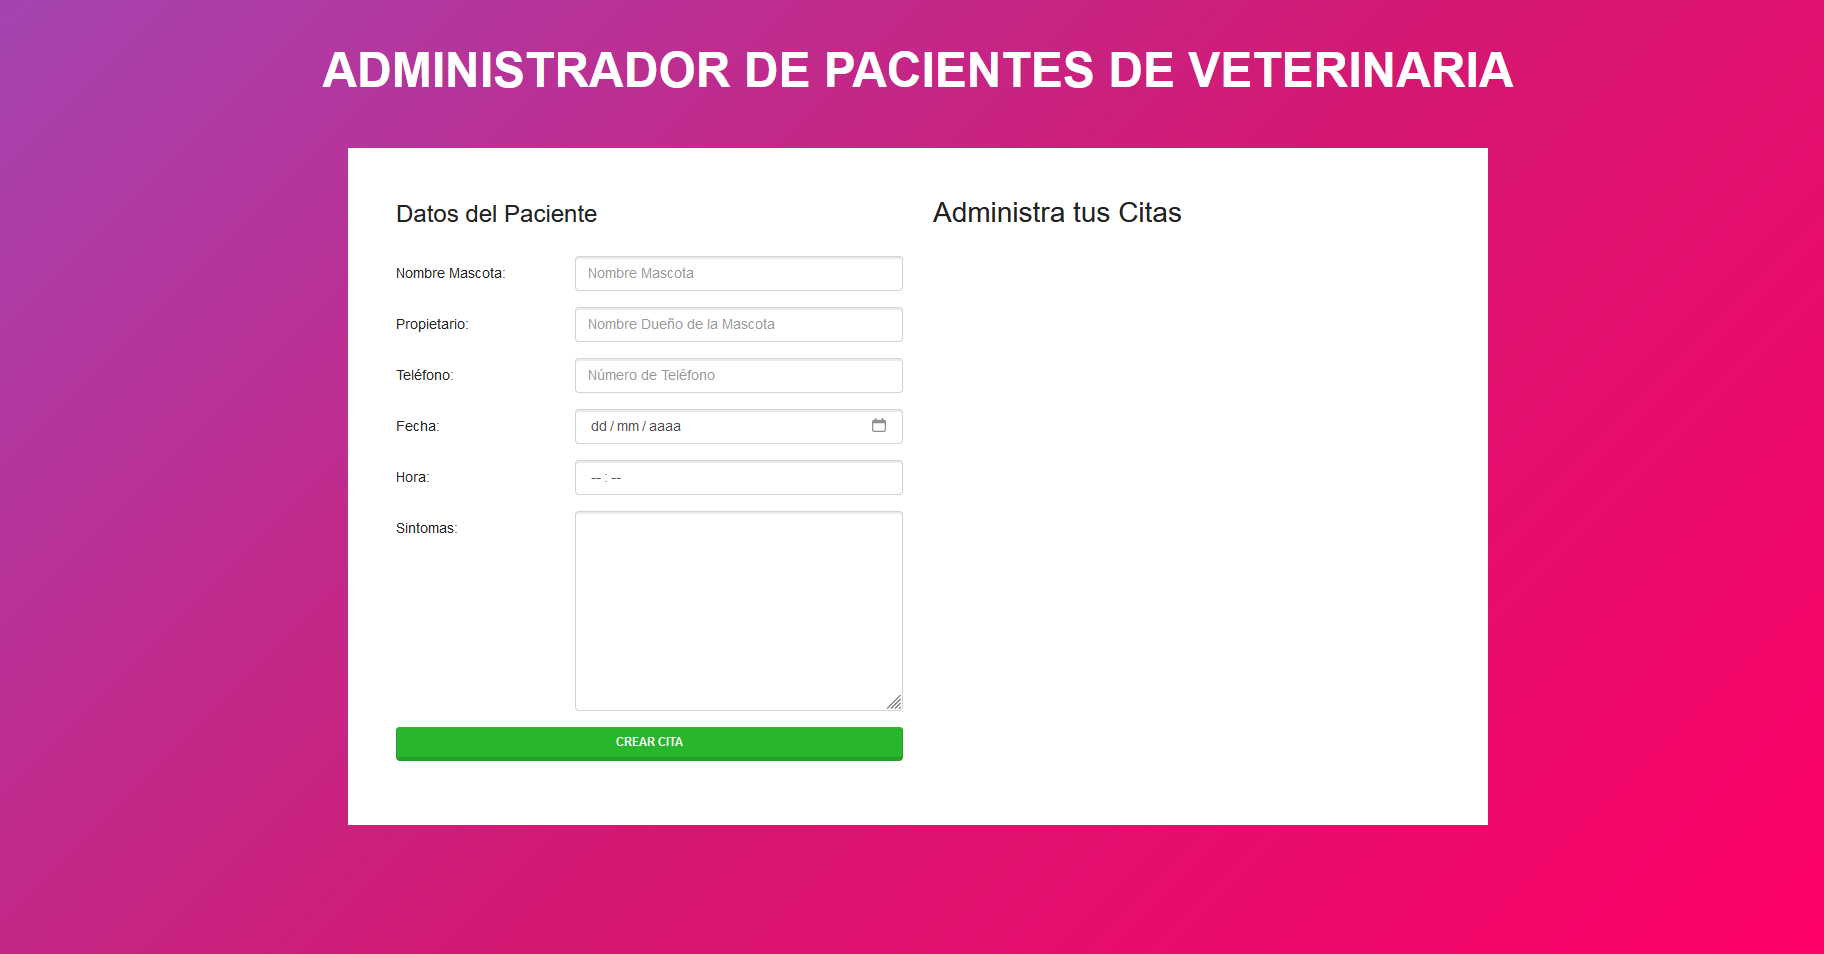 ADMINISTRADOR DE PACIENTES DE VETERINARIA
Datos del Paciente
Nombre Mascota:
Nombre Mascota
Propietario:
Nombre Dueño de la Mascota
Teléfono:
Número de Teléfono
Fecha:
dd / mm / aaaa
Hora:
-- : --
Sintomas:
CREAR CITA
Administra tus Citas